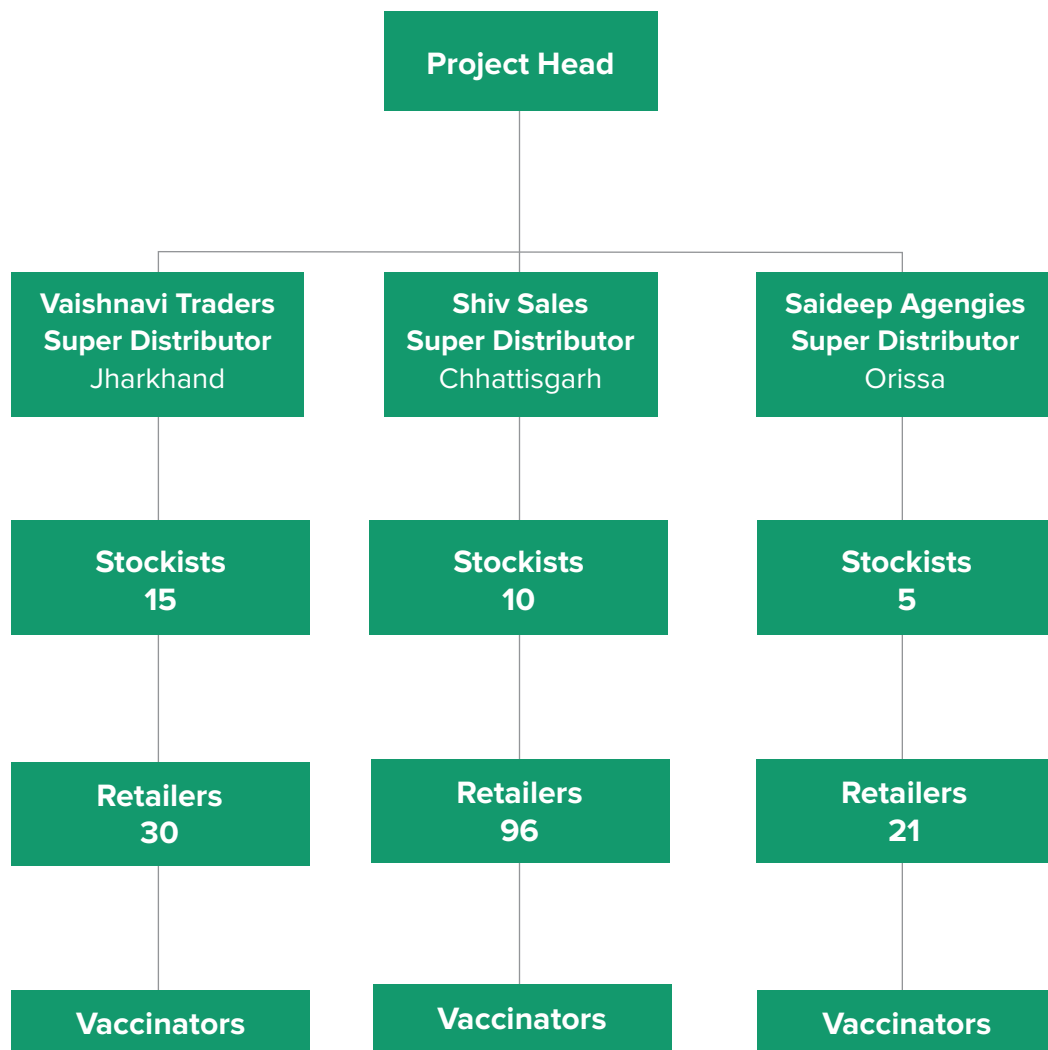 Project Head
Vaishnavi Traders
Super Distributor
Jharkhand
Shiv Sales
Super Distributor
Chhattisgarh
Saideep Agengies
Super Distributor
Orissa
Stockists
15
Stockists
10
Stockists
5
Retailers
30
Retailers
96
Retailers
21
Vaccinators
Vaccinators
Vaccinators